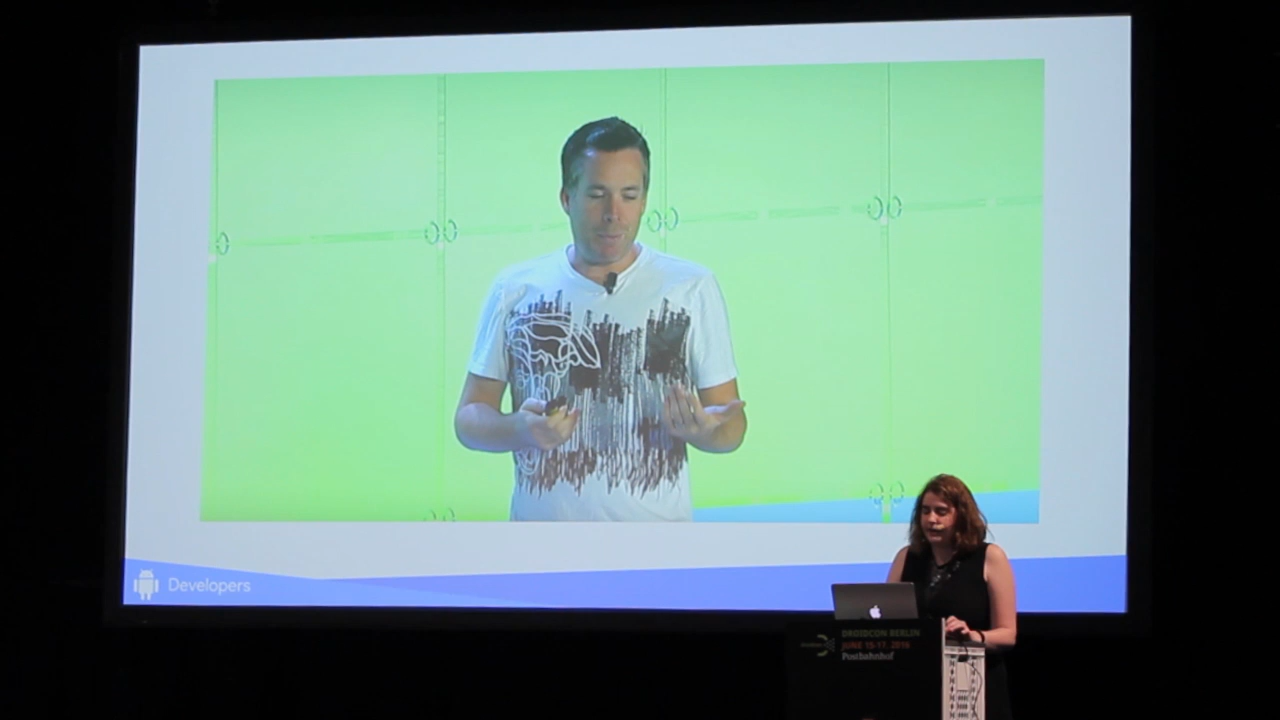 Developers
DROIDCON BERLIN
JUNE 15-17, 2016
Postbahnhof